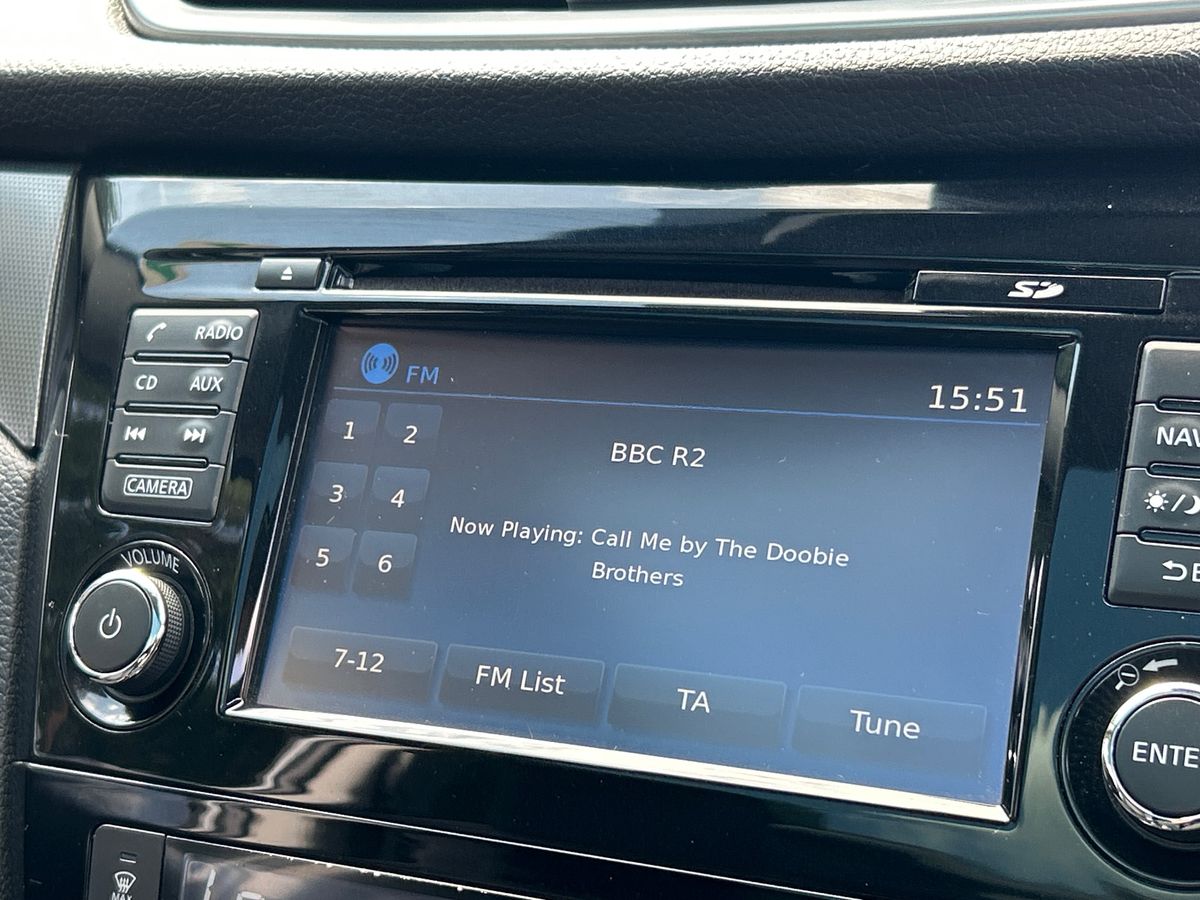 SD
RADIO
CD AUX
CAMERA
VOLUME
FM
15:51
1 2
3 4
5 6
BBC R2
Now Playing: Call Me by The Doobie
Brothers
7-12 FM List TA Tune
NAV
ENTE
MAX